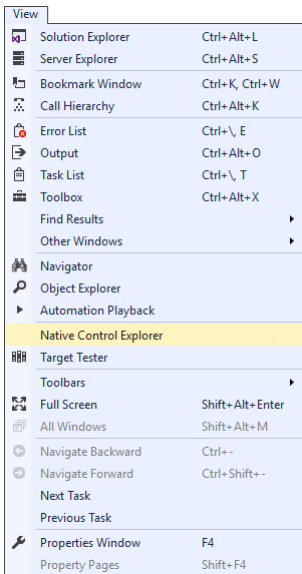 View
Solution Explorer Ctrl+Alt+L
Server Explorer Ctrl+Alt+S
Bookmark Window Ctrl+K, Ctrl+W
Call Hierarchy Ctrl+Alt+K
Error List Ctrl+\, E
Output Ctrl+Alt+O
Task List Ctrl+\, T
Toolbox Ctrl+Alt+X
Find Results
Other Windows
Navigator
Object Explorer
Automation Playback
Native Control Explorer
Target Tester
Toolbars
Full Screen Shift+Alt+Enter
All Windows Shift+Alt+M
Navigate Backward Ctrl+-
Navigate Forward Ctrl+Shift+-
Next Task
Previous Task
Properties Window F4
Property Pages Shift+F4